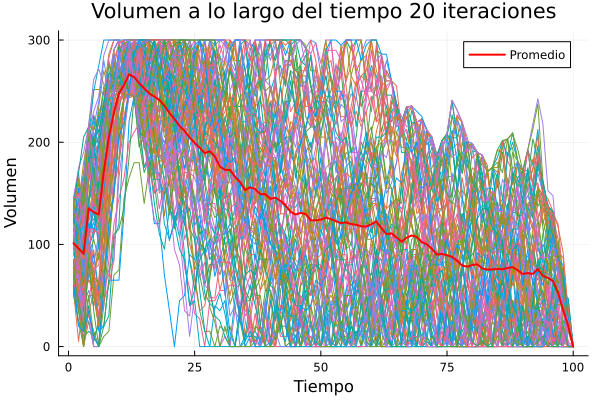 Volumen a lo largo del tiempo 20 iteraciones
Promedio
300
200
100
0
Volumen
0 25 50 75 100
Tiempo